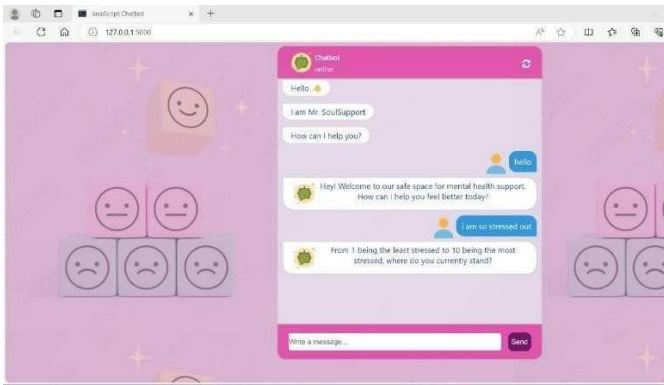 JavaScript Chatbot
127.0.0.1:5000
Chatbot
online
Hello 👋
I am Mr. SoulSupport
How can I help you?
hello
Hey! Welcome to our safe space for mental health support.
How can I help you feel better today?
i am so stressed out
From 1 being the least stressed to 10 being the most
stressed, where do you currently stand?
Write a message...
Send